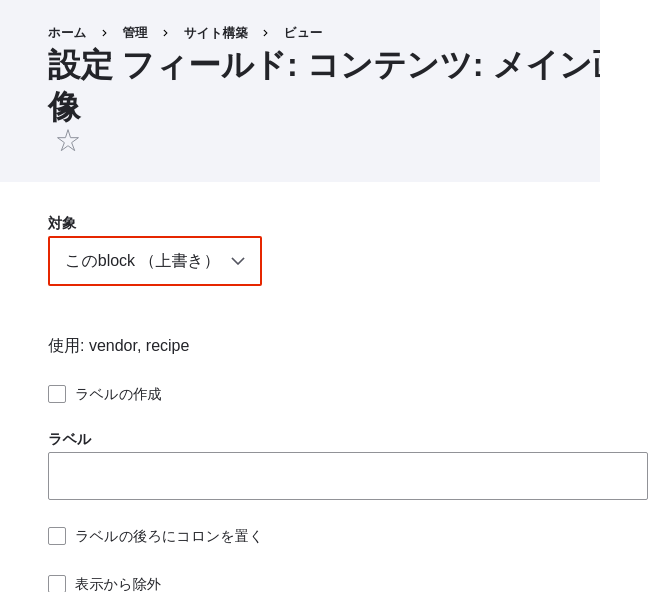 ホーム › 管理 › サイト構築 › ビュー
設定 フィールド: コンテンツ: メイン画
像
対象
このblock （上書き）
使用: vendor, recipe
ラベルの作成
ラベル
ラベルの後ろにコロンを置く
表示から除外